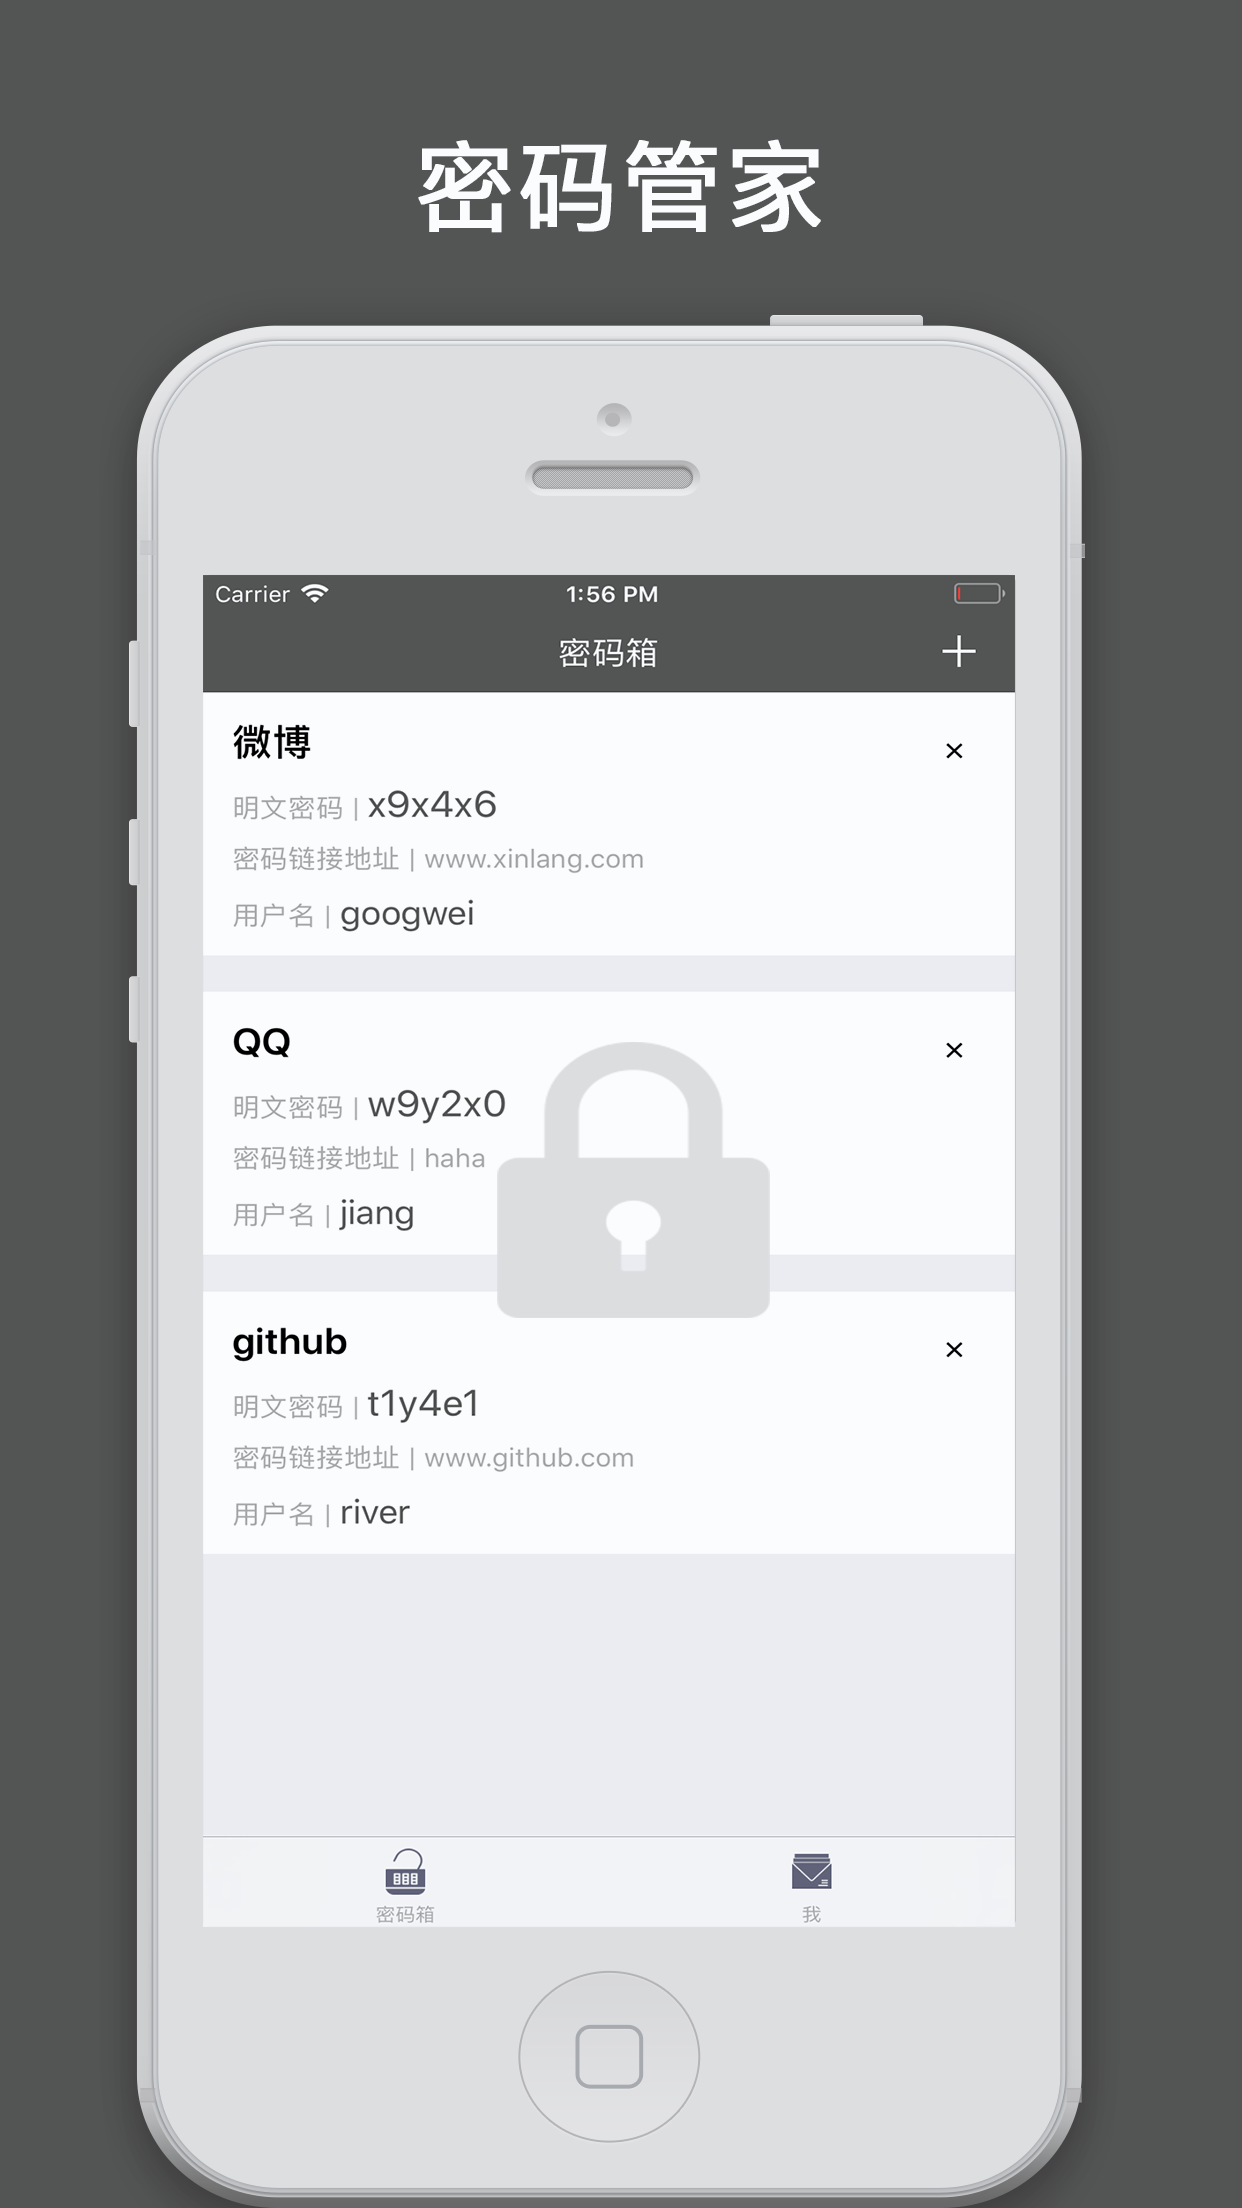 密码管家
Carrier 1:56 PM
密码箱
微博
明文密码 | x9x4x6
密码链接地址 | www.xinlang.com
用户名 | googwei
QQ
明文密码 | w9y2x0
密码链接地址 | haha
用户名 | jiang
github
明文密码 | t1y4e1
密码链接地址 | www.github.com
用户名 | river
密码箱 我